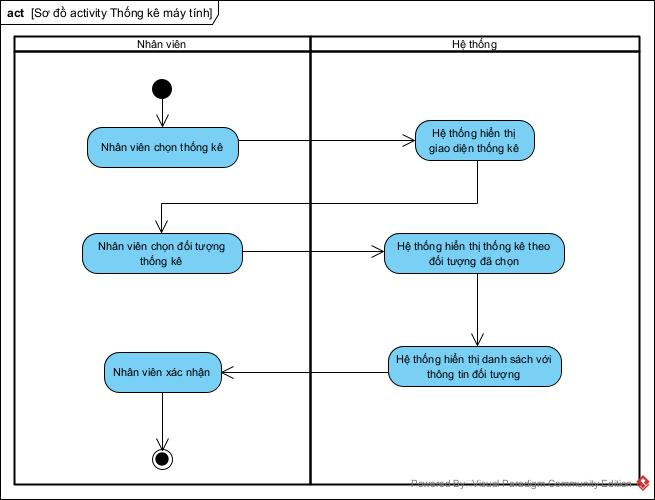 act [Sơ đồ activity Thống kê máy tính]
Nhân viên
Hệ thống
Nhân viên chọn thống kê
Hệ thống hiển thị
giao diện thống kê
Nhân viên chọn đối tượng
thống kê
Hệ thống hiển thị thống kê theo
đối tượng đã chọn
Hệ thống hiển thị danh sách với
thông tin đối tượng
Nhân viên xác nhận
Powered By: Visual Paradigm Community Edition